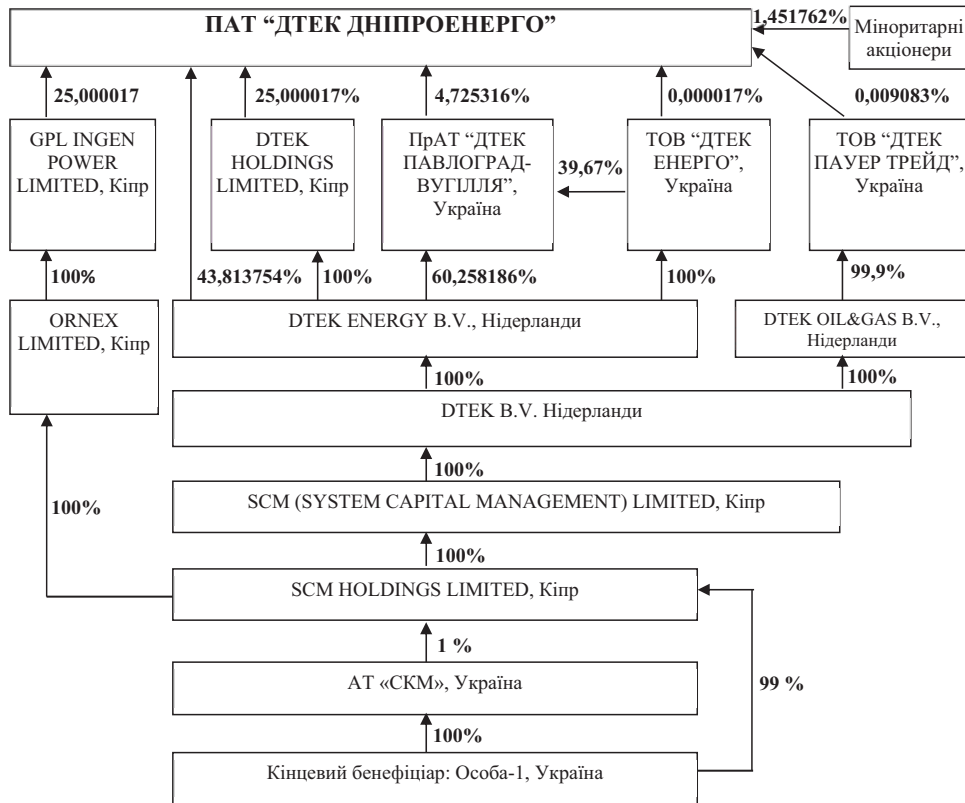 ПАТ “ДТЕК ДНІПРОЕНЕРГО”
1,451762%
Міноритарні
акціонери
25,000017
25,000017%
4,725316%
0,000017%
0,009083%
GPL INGEN
POWER
LIMITED, Кіпр
DTEK
HOLDINGS
LIMITED, Кіпр
ПрАТ “ДТЕК
ПАВЛОГРАД-
ВУГІЛЛЯ”,
Україна
39,67%
ТОВ “ДТЕК
ЕНЕРГО”,
Україна
ТОВ “ДТЕК
ПАУЕР ТРЕЙД”,
Україна
100%
43,813754%
100%
60,258186%
100%
99,9%
ORNEX
LIMITED, Кіпр
DTEK ENERGY B.V., Нідерланди
DTEK OIL&GAS B.V.,
Нідерланди
100%
100%
DTEK B.V. Нідерланди
100%
100%
SCM (SYSTEM CAPITAL MANAGEMENT) LIMITED, Кіпр
100%
SCM HOLDINGS LIMITED, Кіпр
1 %
АТ «СКМ», Україна
99 %
100%
Кінцевий бенефіціар: Особа-1, Україна